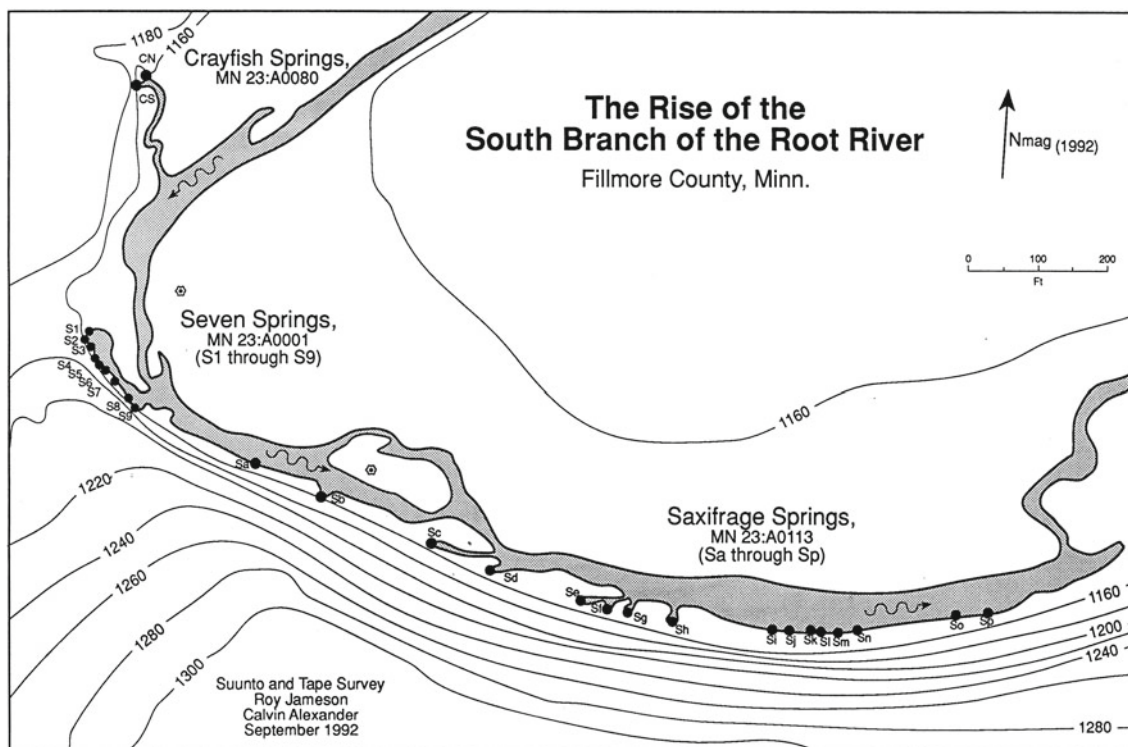 1180
1160
CN
CS
Crayfish Springs,
MN 23:A0080
The Rise of the
South Branch of the Root River
Fillmore County, Minn.
Nmag (1992)
0 100 200
Ft
Seven Springs,
MN 23:A0001
(S1 through S9)
S1
S2
S3
S4
S5
S6
S7
S8
S9
1160
Sa
Sb
Sc
Sd
Se
Sf
Sg
Sh
Si
Sj
Sk
Sl
Sm
Sn
So
Sp
Saxifrage Springs,
MN 23:A0113
(Sa through Sp)
1220
1240
1260
1280
1300
1160
1200
1240
1280
Suunto and Tape Survey
Roy Jameson
Calvin Alexander
September 1992